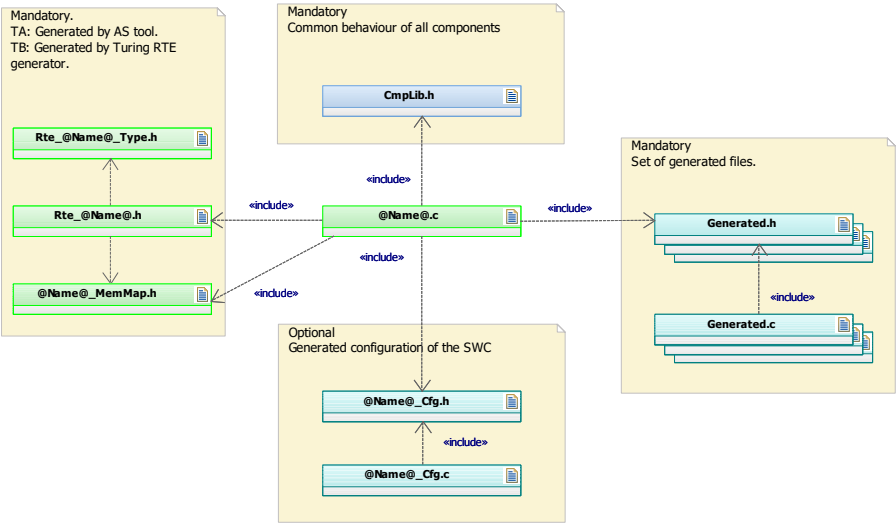 Mandatory.
TA: Generated by AS tool.
TB: Generated by Turing RTE
generator.
Rte_@Name@_Type.h
Rte_@Name@.h
@Name@_MemMap.h
Mandatory
Common behaviour of all components
CmpLib.h
«include»
«include»
@Name@.c
«include»
«include»
«include»
Mandatory
Set of generated files.
Generated.h
«include»
Generated.c
Optional
Generated configuration of the SWC
@Name@_Cfg.h
«include»
@Name@_Cfg.c